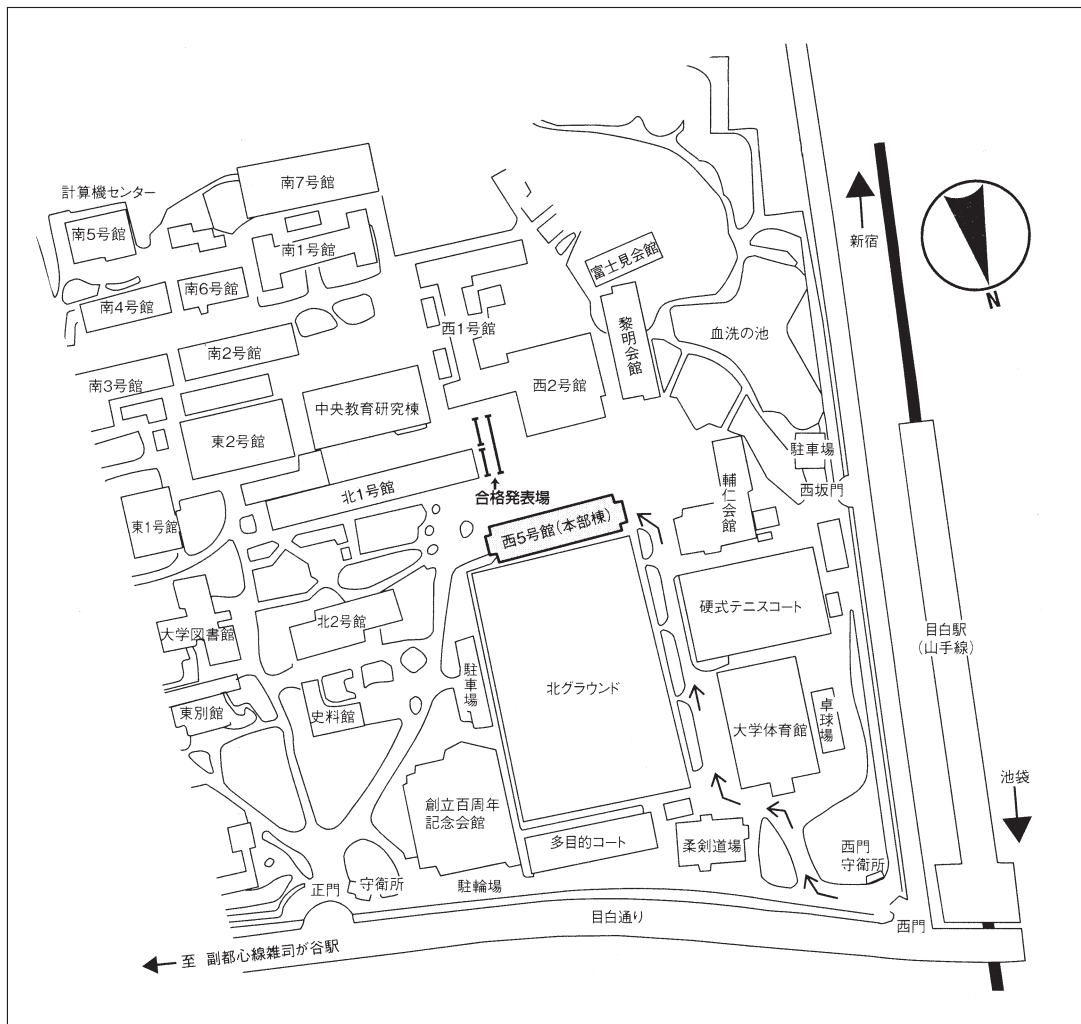 計算機センター
南7号館
南5号館
南1号館
新宿
N
南6号館
南4号館
富士見会館
西1号館
黎明会館
血洗の池
南2号館
南3号館
西2号館
中央教育研究棟
東2号館
駐車場
北1号館
合格発表場
輔仁会館
西坂門
東1号館
西5号館(本部棟)
硬式テニスコート
大学図書館
北2号館
目白駅
(山手線)
駐車場
北グラウンド
東別館
史料館
大学体育館
卓球場
池袋
創立百周年
記念会館
多目的コート
柔剣道場
西門
守衛所
正門
守衛所
駐輪場
目白通り
西門
至 副都心線雑司が谷駅